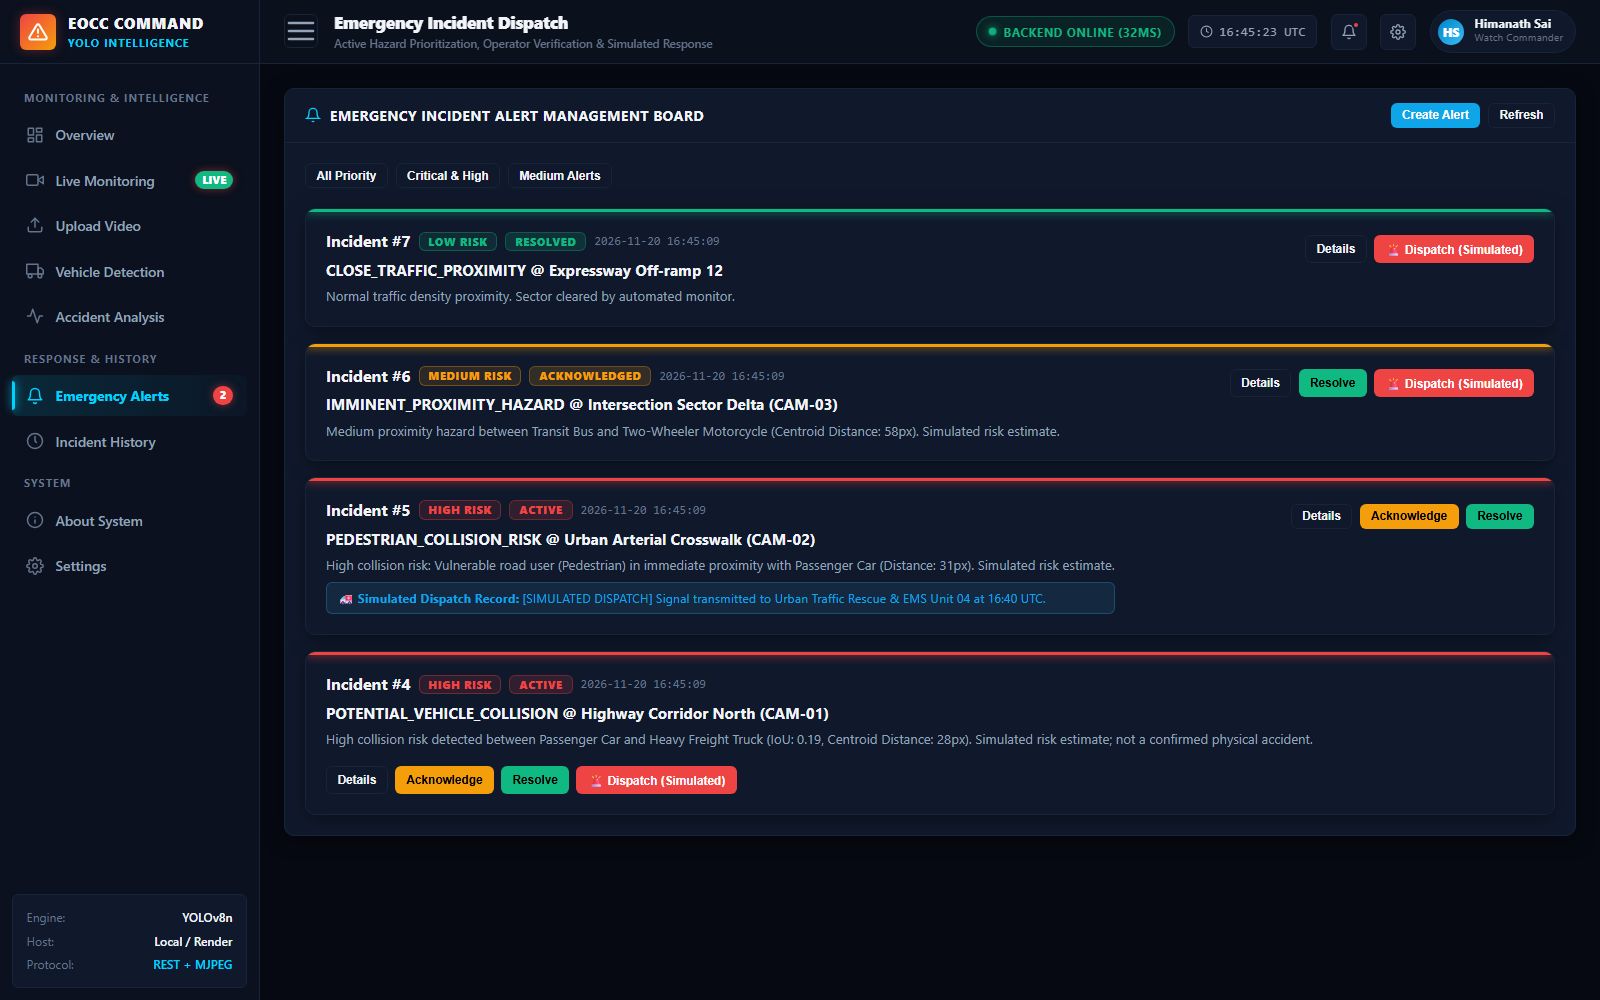 EOCC COMMAND
YOLO INTELLIGENCE
Emergency Incident Dispatch
Active Hazard Prioritization, Operator Verification & Simulated Response
BACKEND ONLINE (32MS)
16:45:23 UTC
HS
Himanath Sai
Watch Commander
MONITORING & INTELLIGENCE
Overview
Live Monitoring
LIVE
Upload Video
Vehicle Detection
Accident Analysis
RESPONSE & HISTORY
Emergency Alerts
2
Incident History
SYSTEM
About System
Settings
Engine: YOLOv8n
Host: Local / Render
Protocol: REST + MJPEG
EMERGENCY INCIDENT ALERT MANAGEMENT BOARD
Create Alert
Refresh
All Priority
Critical & High
Medium Alerts
Incident #7 LOW RISK RESOLVED 2026-11-20 16:45:09
CLOSE_TRAFFIC_PROXIMITY @ Expressway Off-ramp 12
Normal traffic density proximity. Sector cleared by automated monitor.
Details
Dispatch (Simulated)
Incident #6 MEDIUM RISK ACKNOWLEDGED 2026-11-20 16:45:09
IMMINENT_PROXIMITY_HAZARD @ Intersection Sector Delta (CAM-03)
Medium proximity hazard between Transit Bus and Two-Wheeler Motorcycle (Centroid Distance: 58px). Simulated risk estimate.
Details
Resolve
Dispatch (Simulated)
Incident #5 HIGH RISK ACTIVE 2026-11-20 16:45:09
PEDESTRIAN_COLLISION_RISK @ Urban Arterial Crosswalk (CAM-02)
High collision risk: Vulnerable road user (Pedestrian) in immediate proximity with Passenger Car (Distance: 31px). Simulated risk estimate.
Simulated Dispatch Record: [SIMULATED DISPATCH] Signal transmitted to Urban Traffic Rescue & EMS Unit 04 at 16:40 UTC.
Details
Acknowledge
Resolve
Incident #4 HIGH RISK ACTIVE 2026-11-20 16:45:09
POTENTIAL_VEHICLE_COLLISION @ Highway Corridor North (CAM-01)
High collision risk detected between Passenger Car and Heavy Freight Truck (IoU: 0.19, Centroid Distance: 28px). Simulated risk estimate; not a confirmed physical accident.
Details
Acknowledge
Resolve
Dispatch (Simulated)